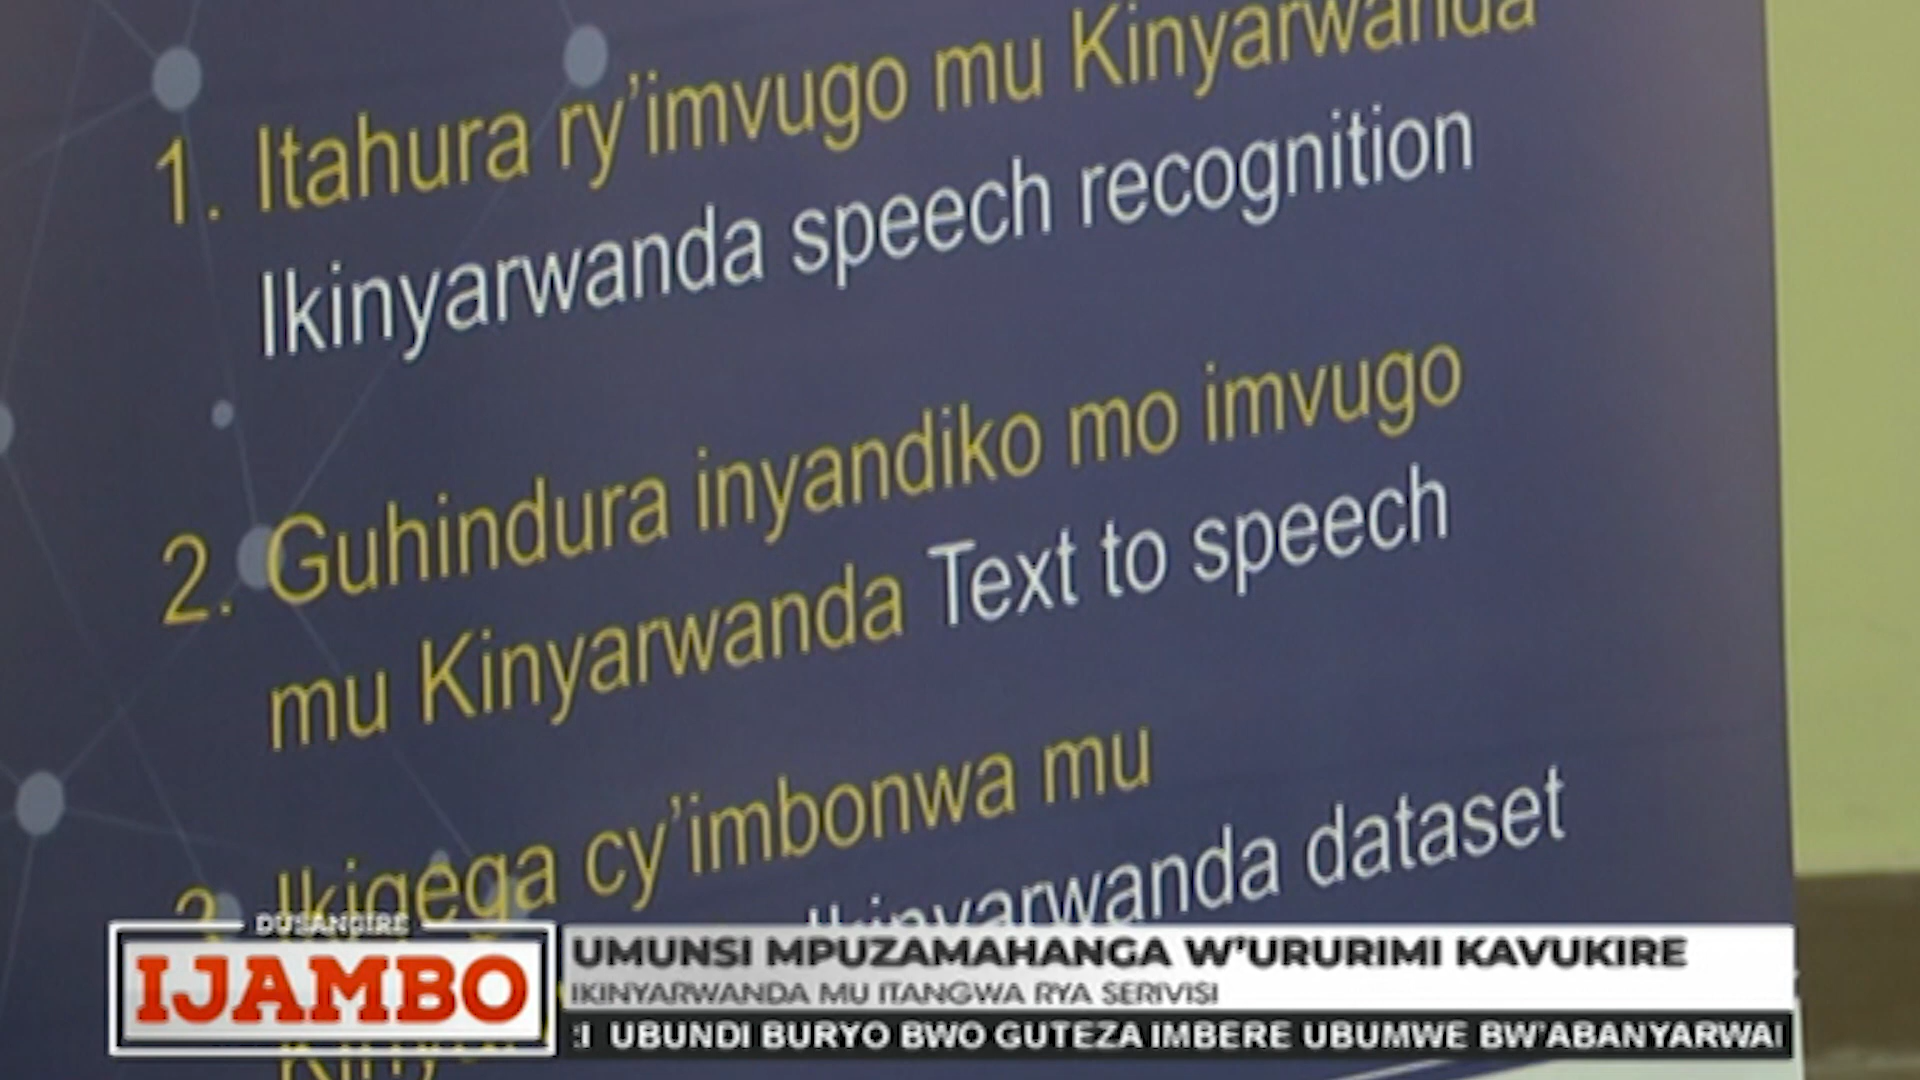 1. Itahura ry'imvugo mu Kinyarwanda
Ikinyarwanda speech recognition
2. Guhindura inyandiko mo imvugo
mu Kinyarwanda Text to speech
3. Ikigega cy'imbonwa mu
Ikinyarwanda dataset
DUSANGIRE
IJAMBO
UMUNSI MPUZAMAHANGA W'URURIMI KAVUKIRE
IKINYARWANDA MU ITANGWA RYA SERIVISI
UBUNDI BURYO BWO GUTEZA IMBERE UBUMWE